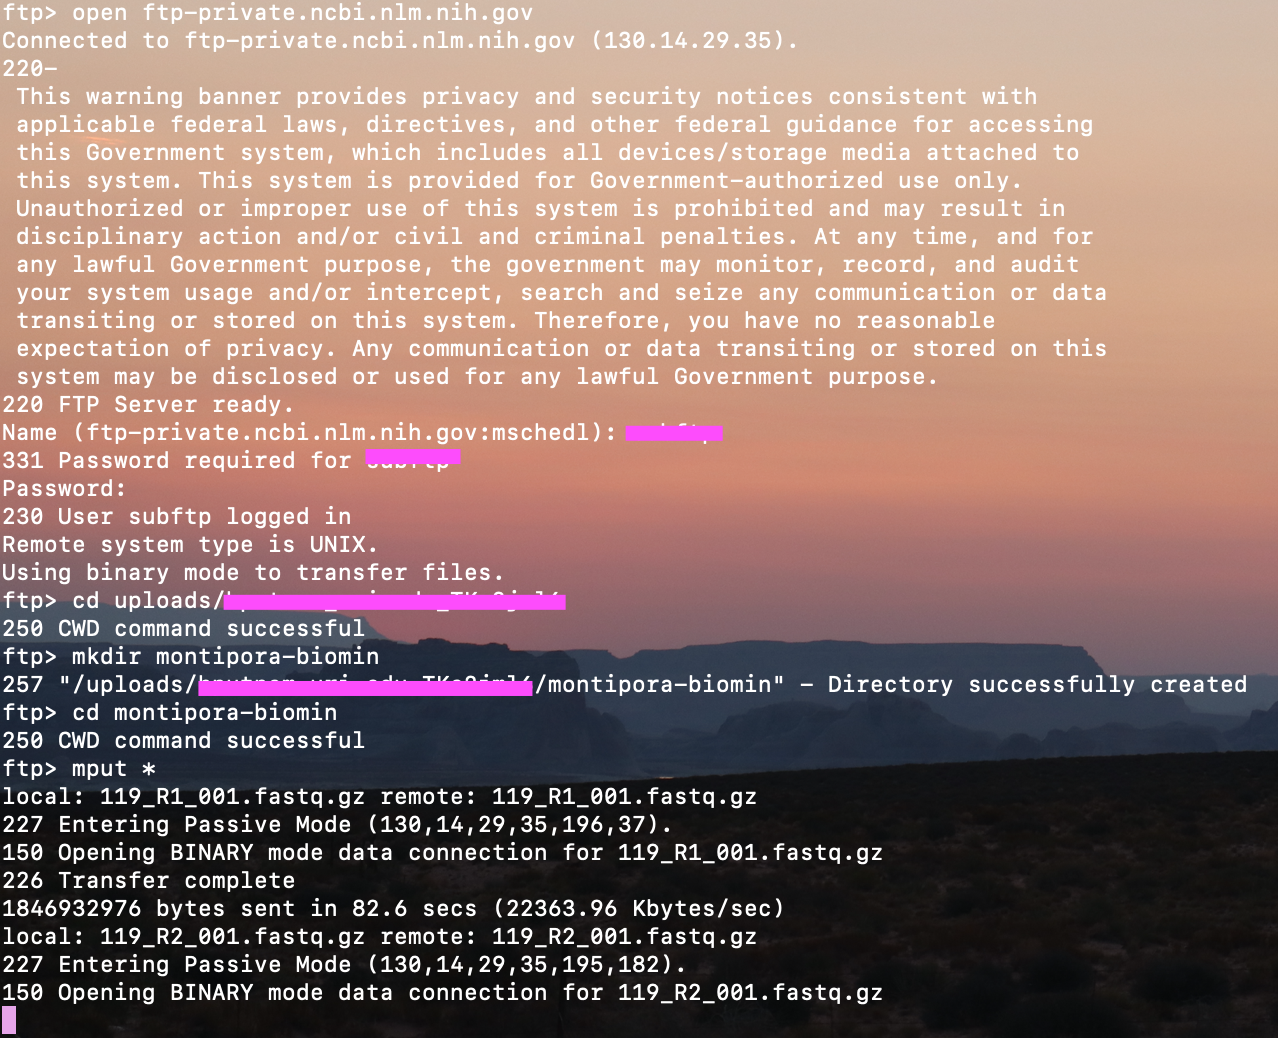 ftp> open ftp-private.ncbi.nlm.nih.gov
Connected to ftp-private.ncbi.nlm.nih.gov (130.14.29.35).
220-
This warning banner provides privacy and security notices consistent with
applicable federal laws, directives, and other federal guidance for accessing
this Government system, which includes all devices/storage media attached to
this system. This system is provided for Government-authorized use only.
Unauthorized or improper use of this system is prohibited and may result in
disciplinary action and/or civil and criminal penalties. At any time, and for
any lawful Government purpose, the government may monitor, record, and audit
your system usage and/or intercept, search and seize any communication or data
transiting or stored on this system. Therefore, you have no reasonable
expectation of privacy. Any communication or data transiting or stored on this
system may be disclosed or used for any lawful Government purpose.
220 FTP Server ready.
Name (ftp-private.ncbi.nlm.nih.gov:mschedl):
331 Password required for
Password:
230 User subftp logged in
Remote system type is UNIX.
Using binary mode to transfer files.
ftp> cd uploads/
250 CWD command successful
ftp> mkdir montipora-biomin
257 "/uploads/ /montipora-biomin" - Directory successfully created
ftp> cd montipora-biomin
250 CWD command successful
ftp> mput *
local: 119_R1_001.fastq.gz remote: 119_R1_001.fastq.gz
227 Entering Passive Mode (130,14,29,35,196,37).
150 Opening BINARY mode data connection for 119_R1_001.fastq.gz
226 Transfer complete
1846932976 bytes sent in 82.6 secs (22363.96 Kbytes/sec)
local: 119_R2_001.fastq.gz remote: 119_R2_001.fastq.gz
227 Entering Passive Mode (130,14,29,35,195,182).
150 Opening BINARY mode data connection for 119_R2_001.fastq.gz